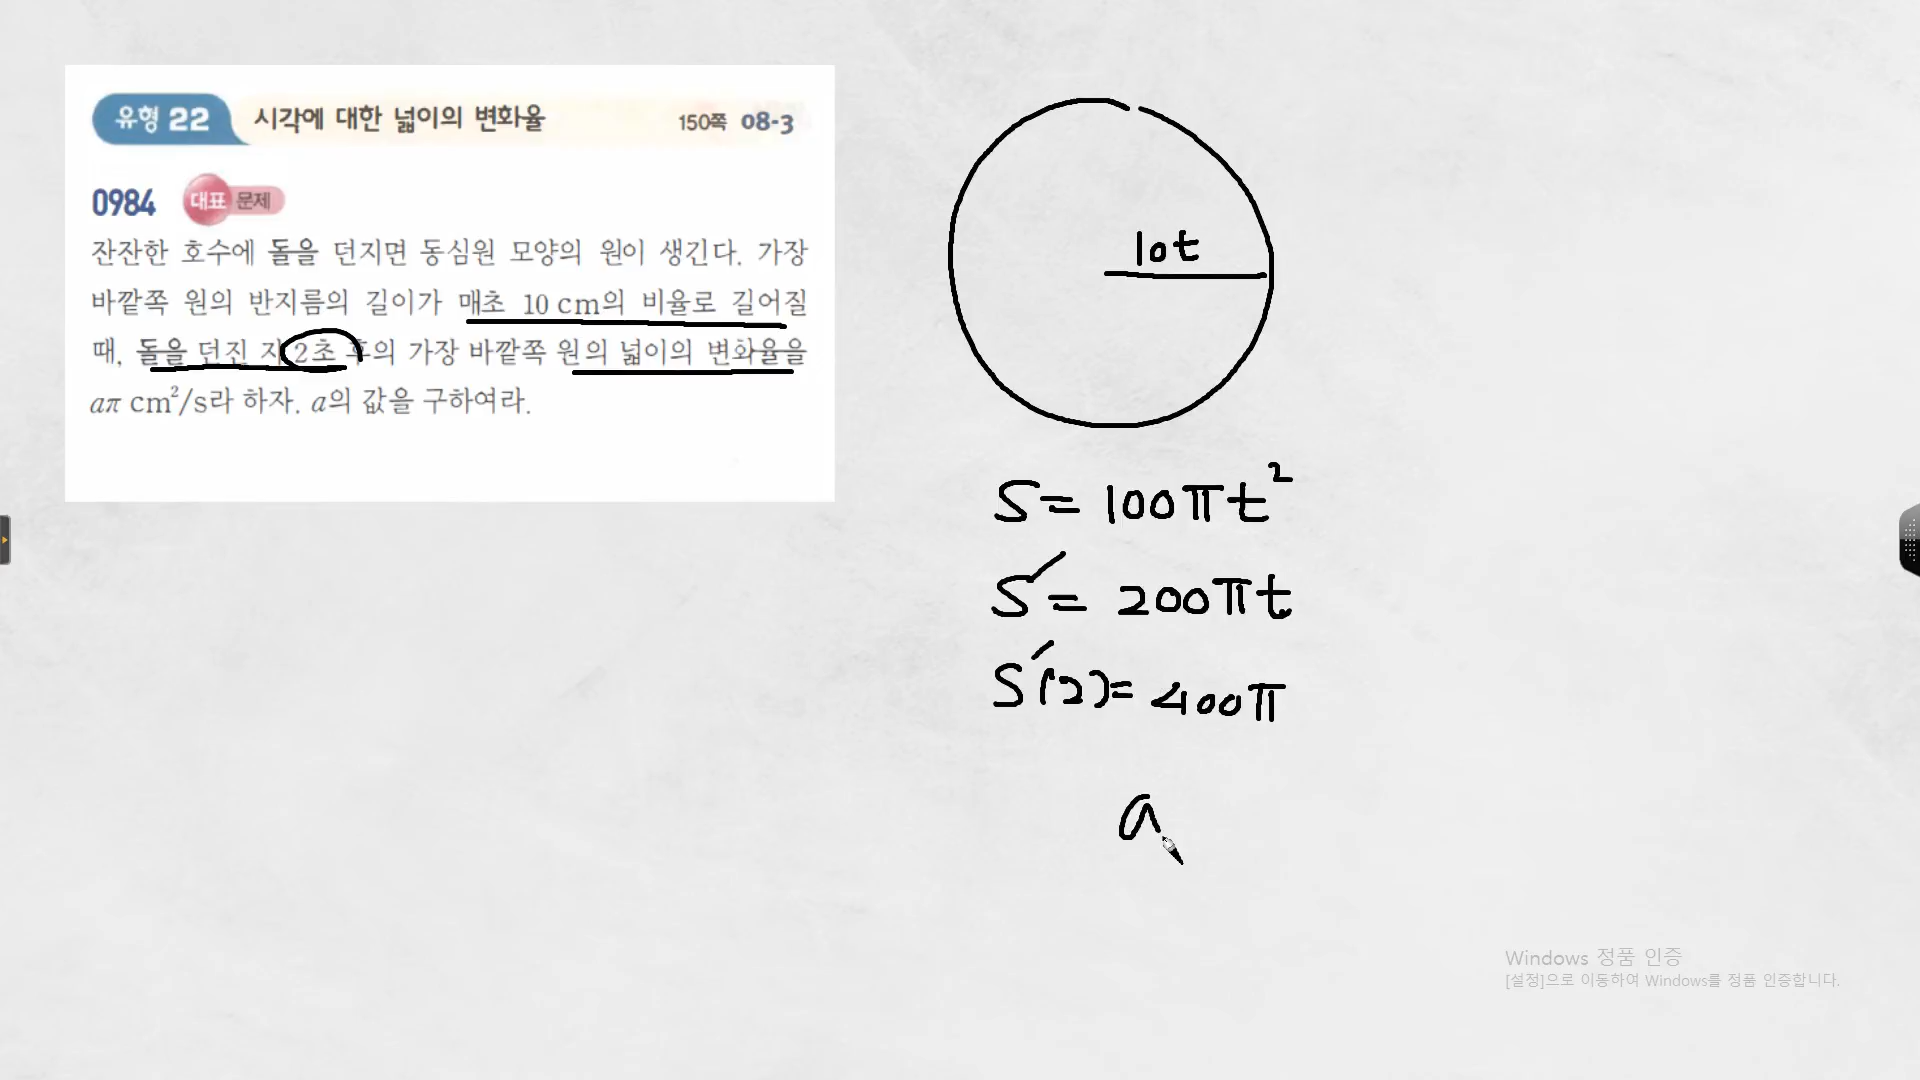 유형 22 시각에 대한 넓이의 변화율 150쪽 08-3
0984 대표 문제
잔잔한 호수에 돌을 던지면 동심원 모양의 원이 생긴다. 가장
바깥쪽 원의 반지름의 길이가 매초 10 cm의 비율로 길어질
때, 돌을 던진 지 2초 후의 가장 바깥쪽 원의 넓이의 변화율을
aπ cm²/s라 하자. a의 값을 구하여라.
10t
S = 100πt²
S′ = 200πt
S′(2) = 400π
a
Windows 정품 인증
[설정]으로 이동하여 Windows를 정품 인증합니다.